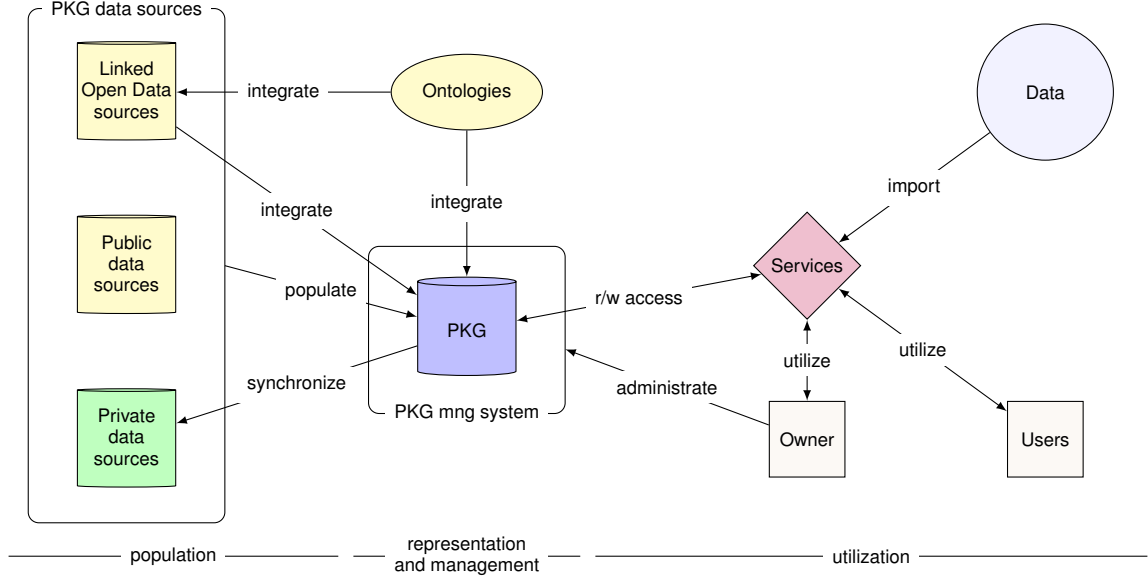 PKG data sources
Linked
Open Data
sources
integrate
Ontologies
Data
import
integrate
integrate
Public
data
sources
populate
PKG
r/w access
Services
utilize
utilize
synchronize
administrate
PKG mng system
Private
data
sources
Owner
Users
population
representation
and management
utilization